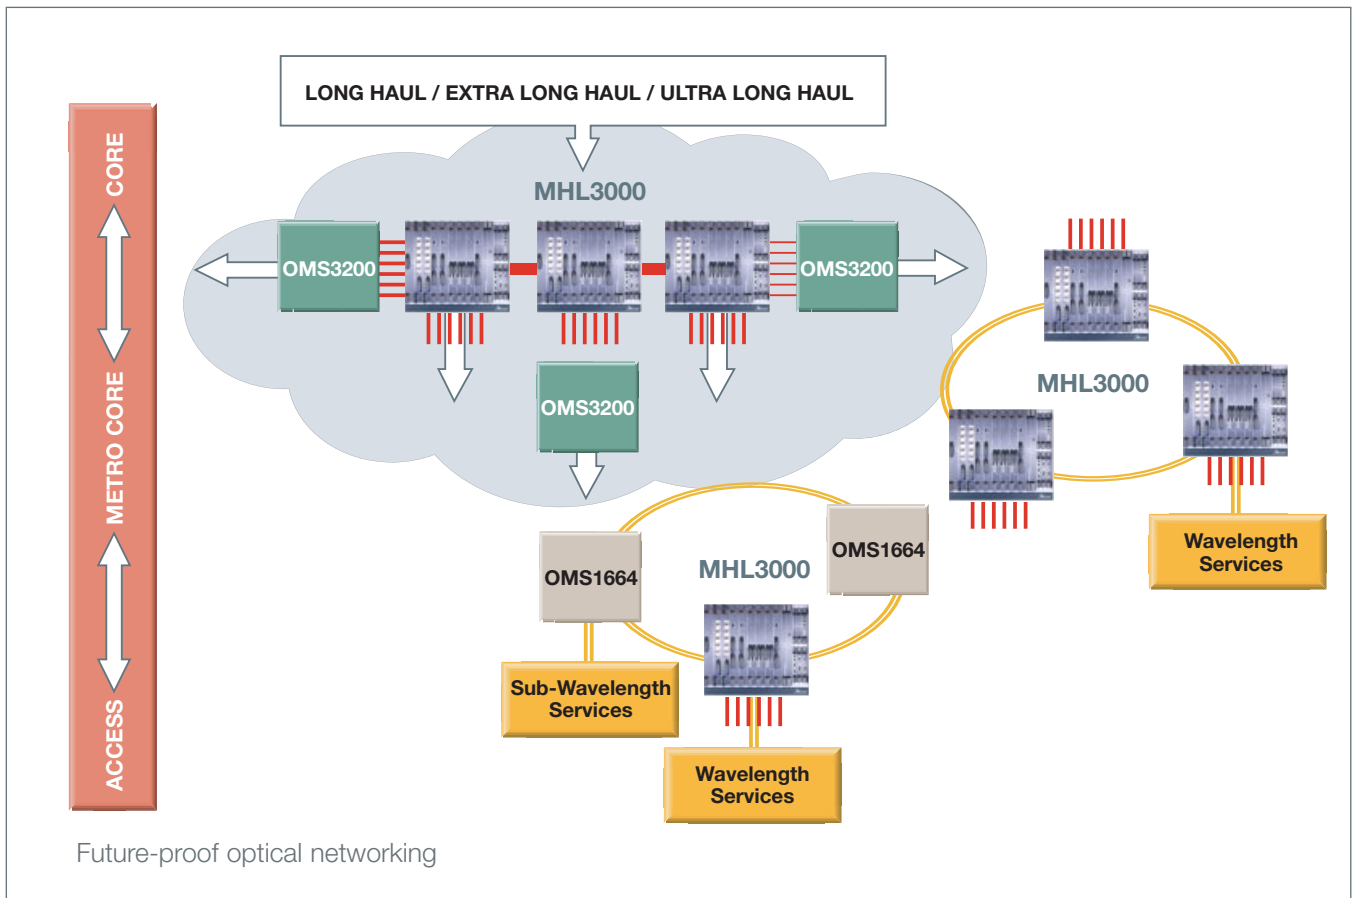 LONG HAUL / EXTRA LONG HAUL / ULTRA LONG HAUL
CORE
METRO CORE
ACCESS
MHL3000
OMS3200
OMS3200
OMS3200
MHL3000
Wavelength
Services
OMS1664
MHL3000
OMS1664
Sub-Wavelength
Services
Wavelength
Services
Future-proof optical networking